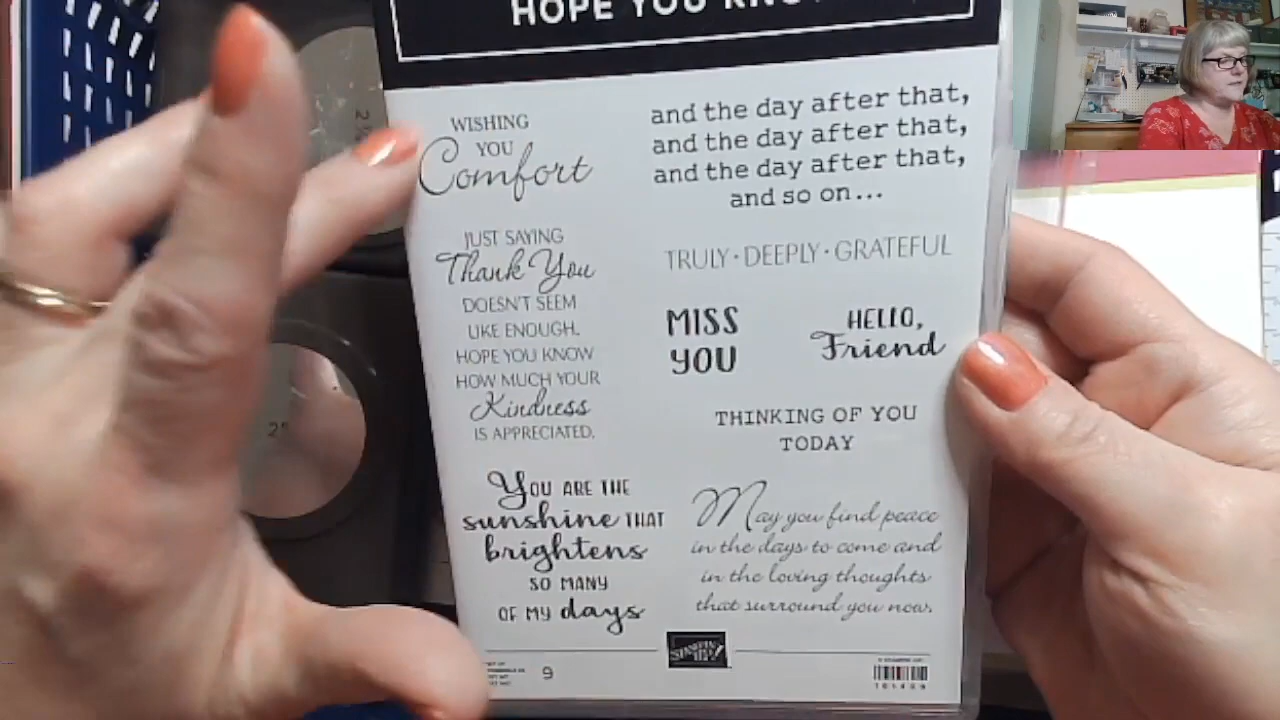 HOPE YOU
WISHING
YOU
Comfort
and the day after that,
and the day after that,
and the day after that,
and so on...
JUST SAYING
Thank You
DOESN'T SEEM
LIKE ENOUGH.
HOPE YOU KNOW
HOW MUCH YOUR
Kindness
IS APPRECIATED.
TRULY • DEEPLY • GRATEFUL
MISS
YOU
HELLO,
Friend
THINKING OF YOU
TODAY
YOU ARE THE
sunshine THAT
brightens
SO MANY
OF MY days
May you find peace
in the days to come and
in the loving thoughts
that surround you now.
STAMPIN' UP!
9